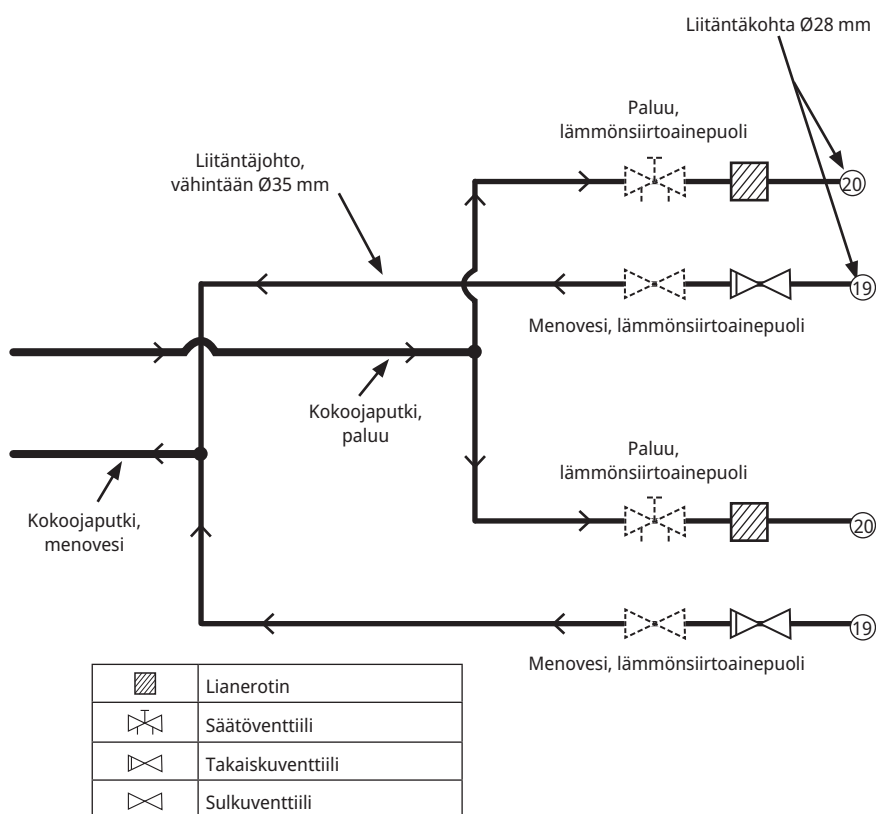 Liitäntäkohta Ø28 mm
Paluu,
lämmönsiirtoainepuoli
Liitäntäjohto,
vähintään Ø35 mm
20
19
Menovesi, lämmönsiirtoainepuoli
Kokoojaputki,
paluu
Paluu,
lämmönsiirtoainepuoli
Kokoojaputki,
menovesi
20
19
Menovesi, lämmönsiirtoainepuoli
Lianerotin
Säätöventtiili
Takaiskuventtiili
Sulkuventtiili